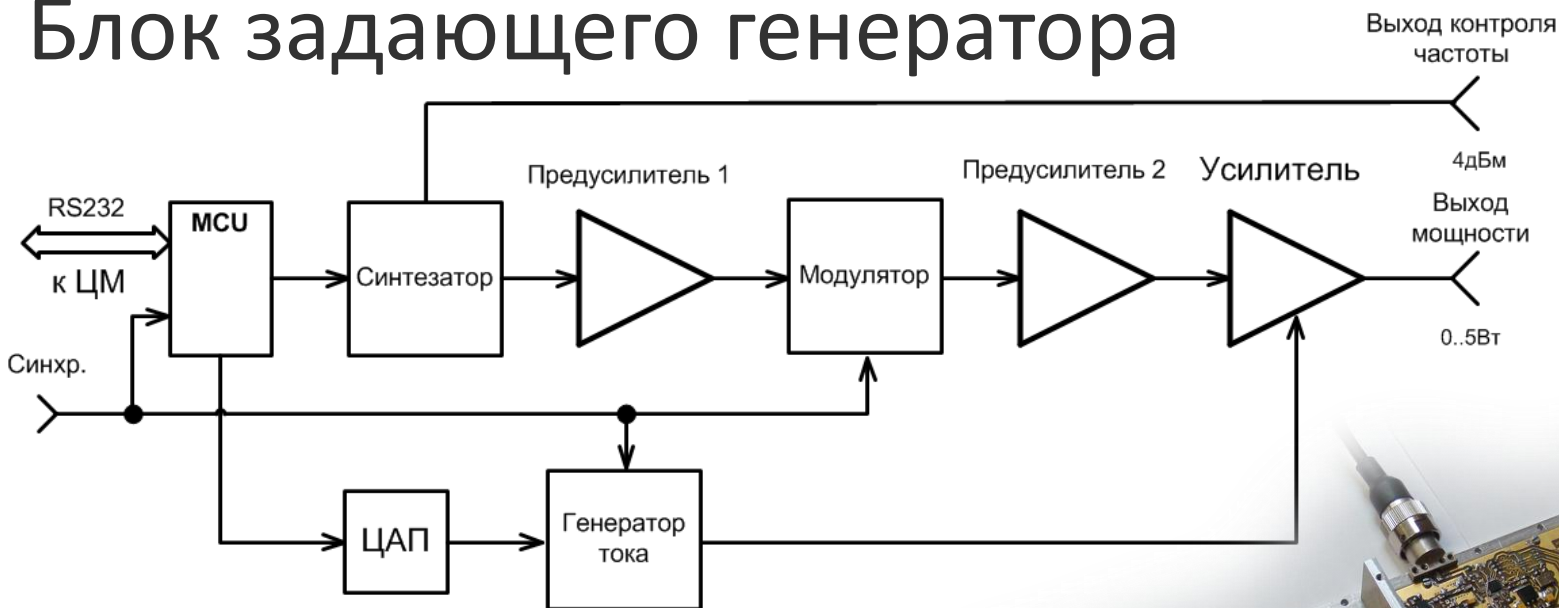 Блок задающего генератора
Выход контроля
частоты
4дБм
Предусилитель 1
Предусилитель 2
Усилитель
RS232
MCU
Выход
мощности
к ЦМ
Синтезатор
Модулятор
0..5Вт
Синхр.
ЦАП
Генератор
тока